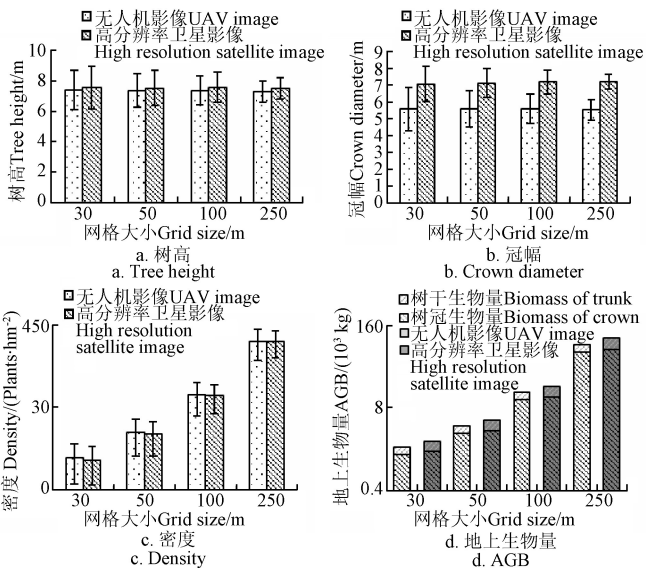 无人机影像UAV image
高分辨率卫星影像
High resolution satellite image
树高Tree height/m
10
8
6
4
2
0
30 50 100 250
网格大小Grid size/m
a. 树高
a. Tree height
无人机影像UAV image
高分辨率卫星影像
High resolution satellite image
冠幅Crown diameter/m
9
8
7
6
5
4
3
2
1
0
30 50 100 250
网格大小Grid size/m
b. 冠幅
b. Crown diameter
无人机影像UAV image
高分辨率卫星影像
High resolution
satellite image
密度 Density/(Plants·hm⁻²)
450
30
0
30 50 100 250
网格大小Grid size/m
c. 密度
c. Density
树干生物量Biomass of trunk
树冠生物量Biomass of crown
无人机影像UAV image
高分辨率卫星影像
High resolution
satellite image
地上生物量AGB/(10³ kg)
160
8
0.4
30 50 100 250
网格大小Grid size/m
d. 地上生物量
d. AGB